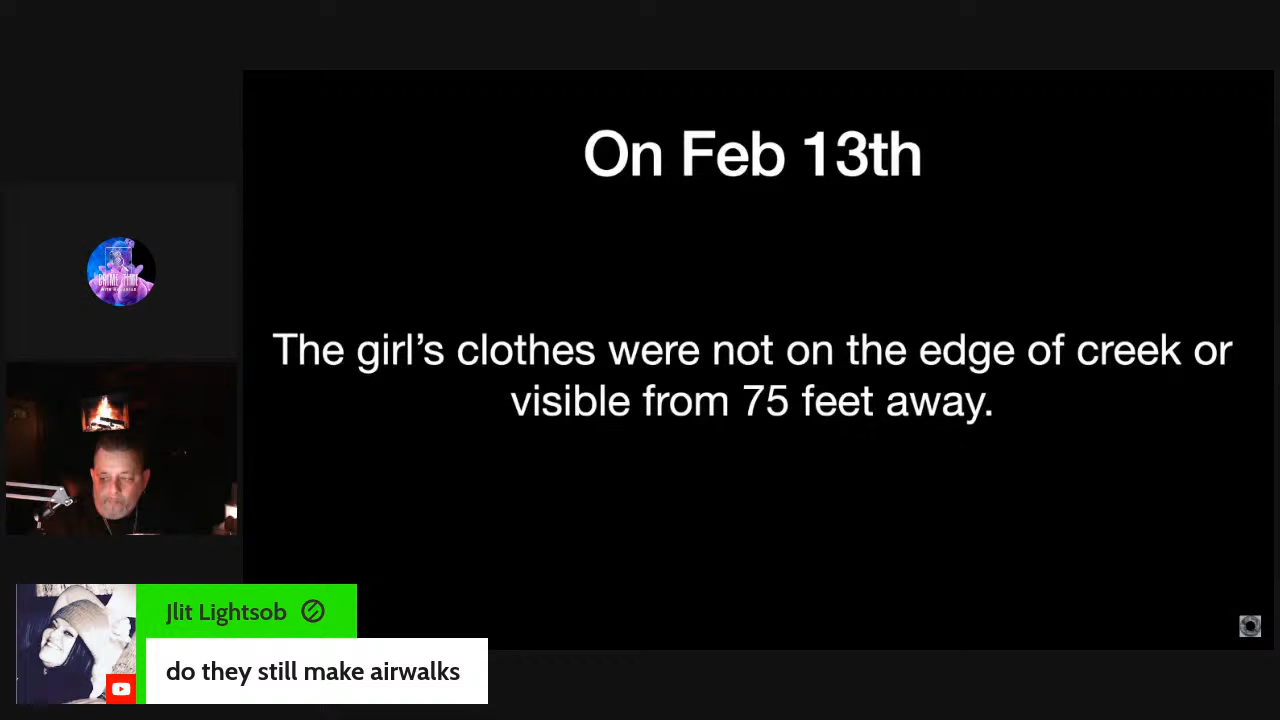 On Feb 13th
The girl’s clothes were not on the edge of creek or
visible from 75 feet away.
Jlit Lightsob
do they still make airwalks